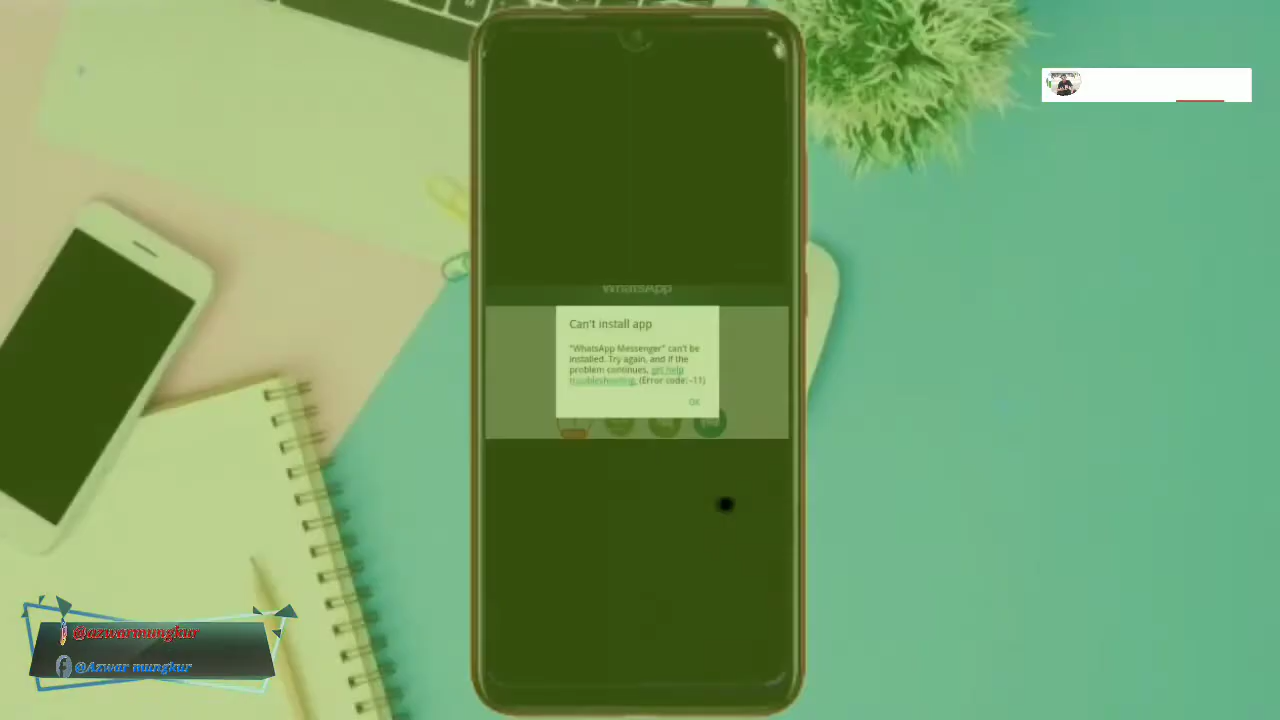 WhatsApp
Can't install app
"WhatsApp Messenger" can't be
installed. Try again, and if the
problem continues, get help
troubleshooting. (Error code: -11)
OK
@azwarmungkur
@Azwar mungkur